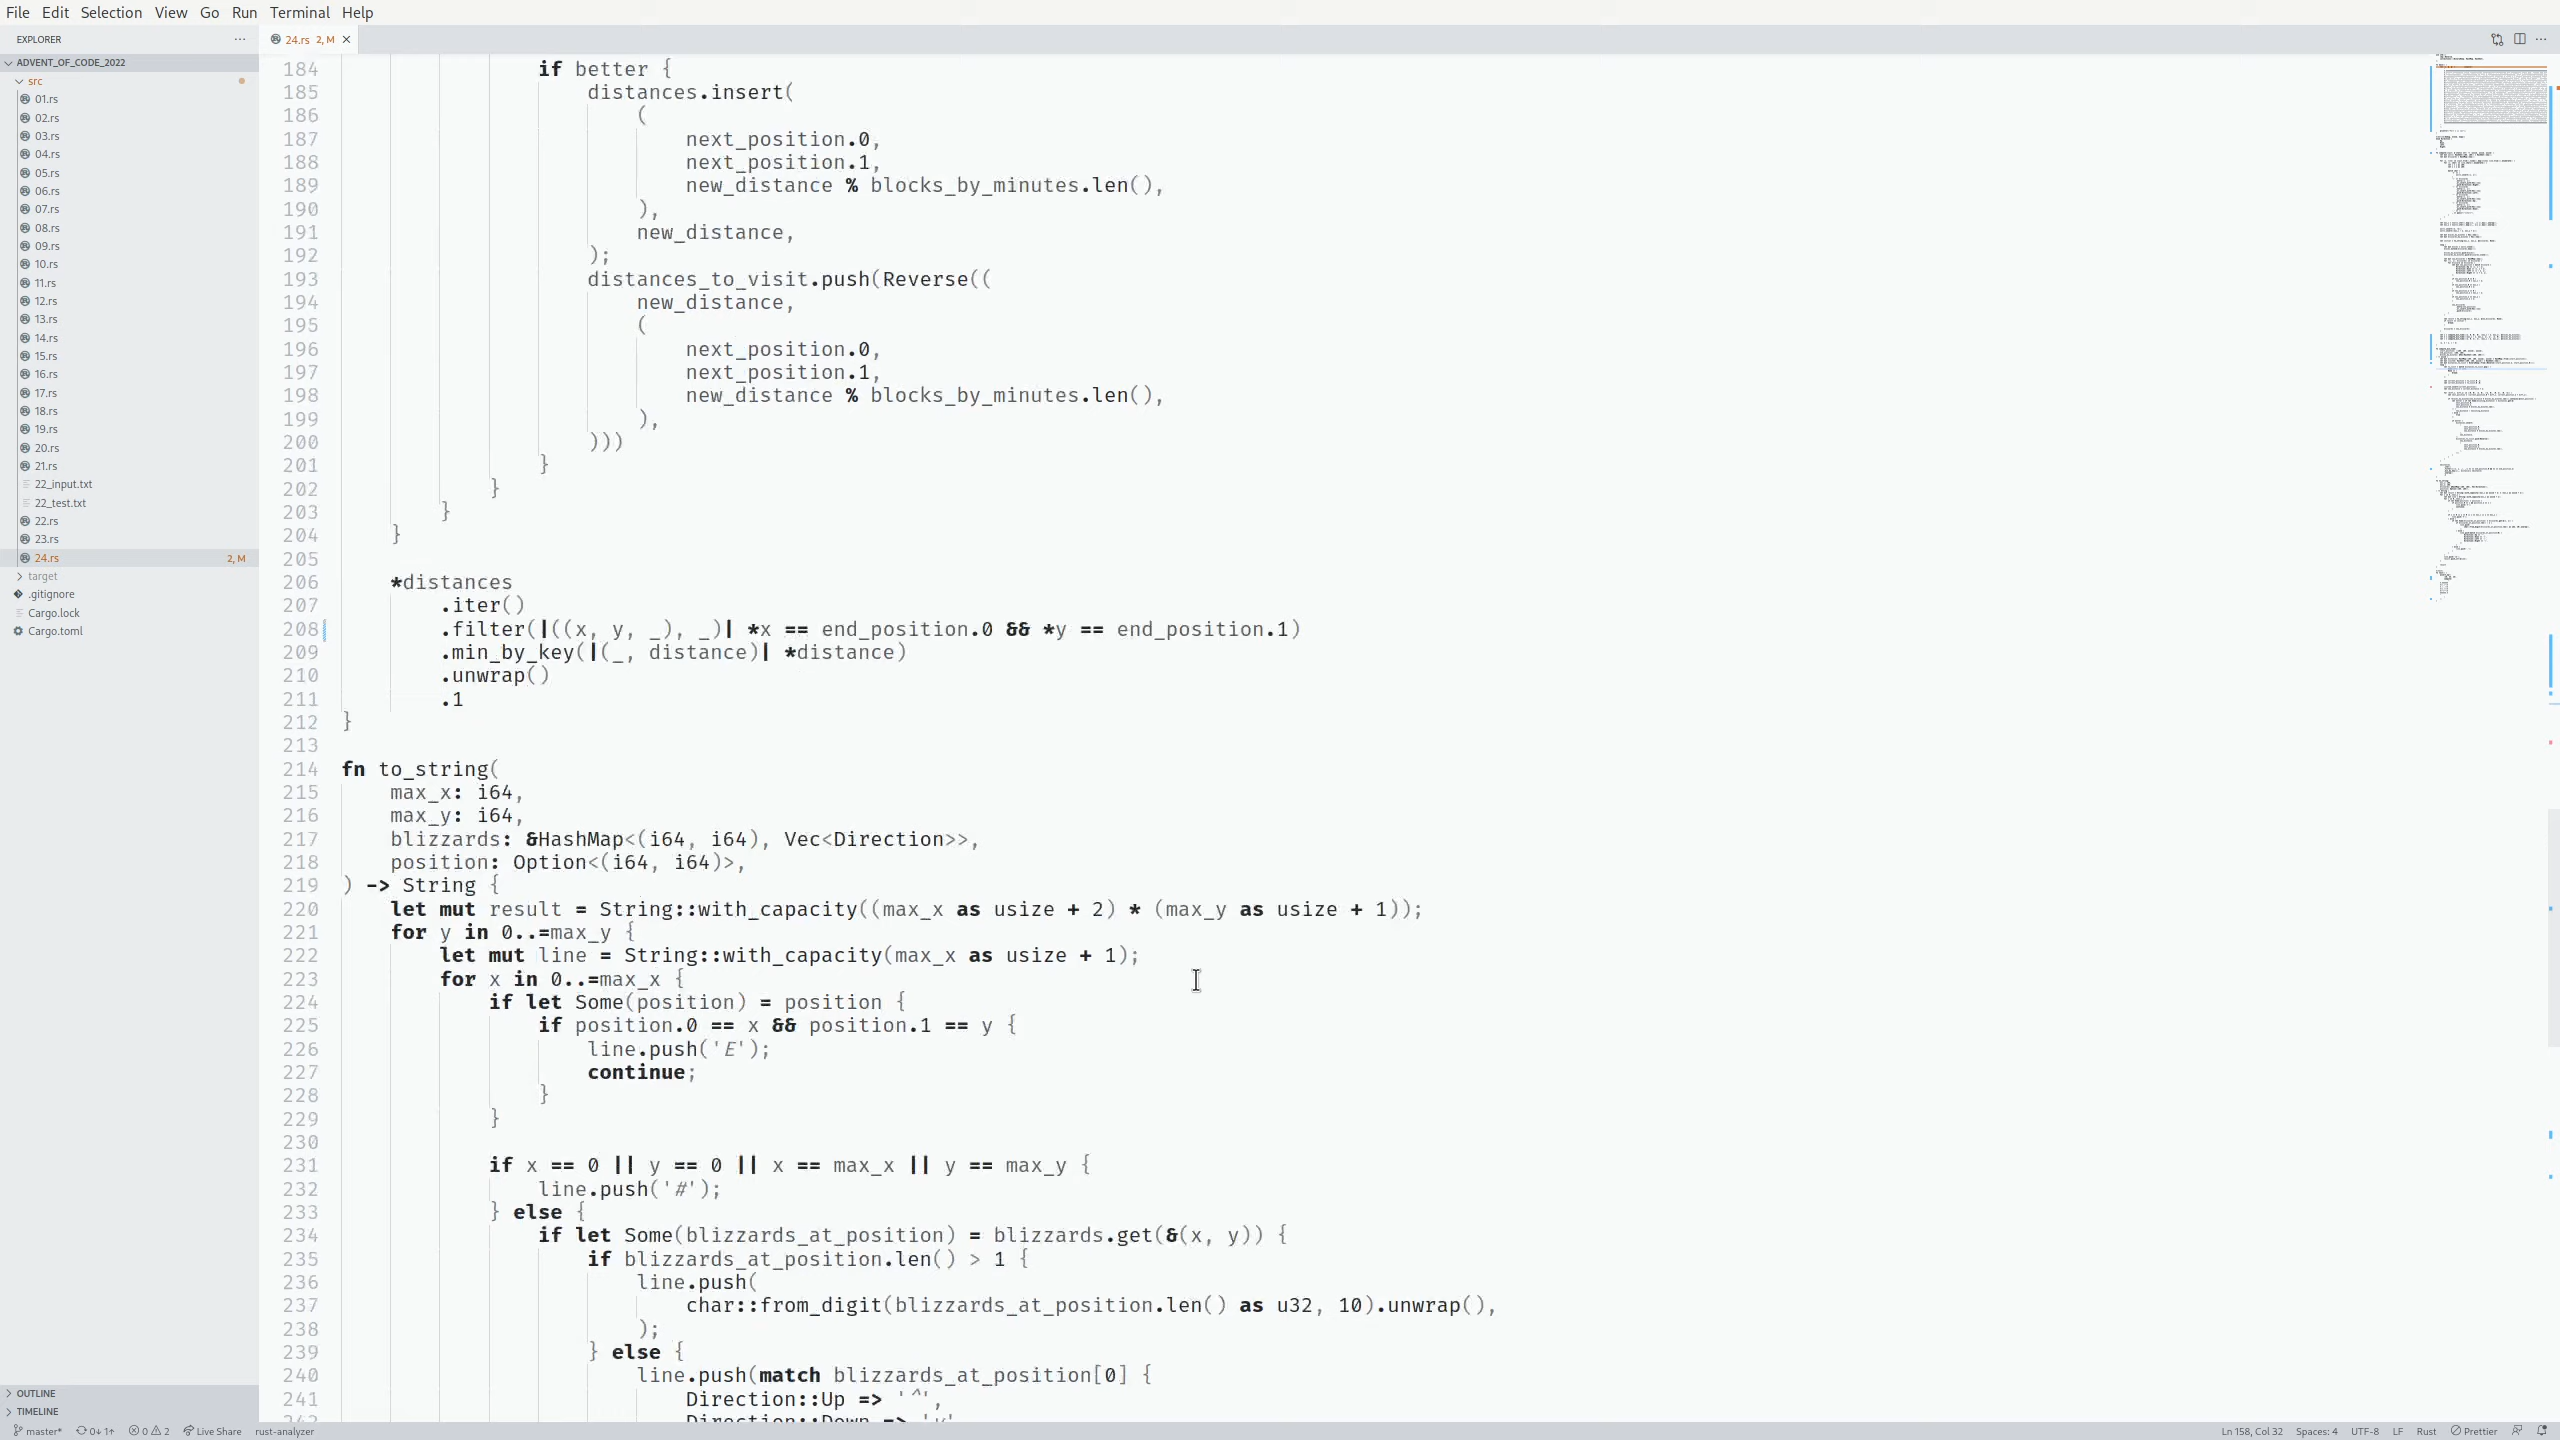 File Edit Selection View Go Run Terminal Help
EXPLORER
24.rs 2, M
ADVENT_OF_CODE_2022
src
01.rs
02.rs
03.rs
04.rs
05.rs
06.rs
07.rs
08.rs
09.rs
10.rs
11.rs
12.rs
13.rs
14.rs
15.rs
16.rs
17.rs
18.rs
19.rs
20.rs
21.rs
22_input.txt
22_test.txt
22.rs
23.rs
24.rs 2, M
target
.gitignore
Cargo.lock
Cargo.toml
OUTLINE
TIMELINE
184 if better {
185 distances.insert(
186 (
187 next_position.0,
188 next_position.1,
189 new_distance % blocks_by_minutes.len(),
190 ),
191 new_distance,
192 );
193 distances_to_visit.push(Reverse((
194 new_distance,
195 (
196 next_position.0,
197 next_position.1,
198 new_distance % blocks_by_minutes.len(),
199 ),
200 )))
201 }
202 }
203 }
204 }
205
206 *distances
207 .iter()
208 .filter(|((x, y, _), _)| *x == end_position.0 && *y == end_position.1)
209 .min_by_key(|(_, distance)| *distance)
210 .unwrap()
211 .1
212 }
213
214 fn to_string(
215 max_x: i64,
216 max_y: i64,
217 blizzards: &HashMap<(i64, i64), Vec<Direction>>,
218 position: Option<(i64, i64)>,
219 ) -> String {
220 let mut result = String::with_capacity((max_x as usize + 2) * (max_y as usize + 1));
221 for y in 0..=max_y {
222 let mut line = String::with_capacity(max_x as usize + 1);
223 for x in 0..=max_x {
224 if let Some(position) = position {
225 if position.0 == x && position.1 == y {
226 line.push('E');
227 continue;
228 }
229 }
230
231 if x == 0 || y == 0 || x == max_x || y == max_y {
232 line.push('#');
233 } else {
234 if let Some(blizzards_at_position) = blizzards.get(&(x, y)) {
235 if blizzards_at_position.len() > 1 {
236 line.push(
237 char::from_digit(blizzards_at_position.len() as u32, 10).unwrap(),
238 );
239 } else {
240 line.push(match blizzards_at_position[0] {
241 Direction::Up => '^',
242 Direction::Down => 'v',
master* 0↓ 1↑ 0 2 Live Share rust-analyzer Ln 158, Col 32 Spaces: 4 UTF-8 LF Rust Prettier